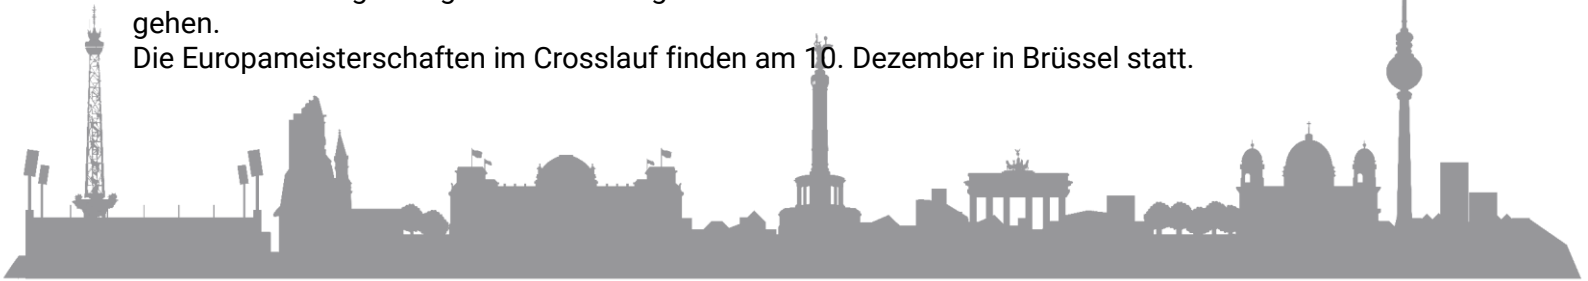 gehen.
Die Europameisterschaften im Crosslauf finden am 10. Dezember in Brüssel statt.